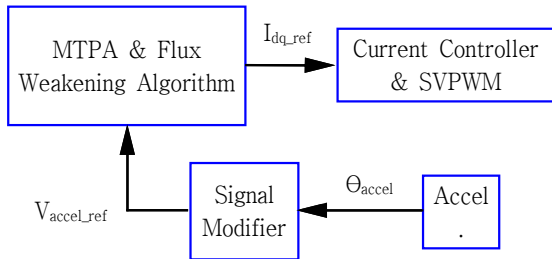 MTPA & Flux
Weakening Algorithm
I_dq_ref
Current Controller
& SVPWM
V_accel_ref
Signal
Modifier
Θ_accel
Accel
.